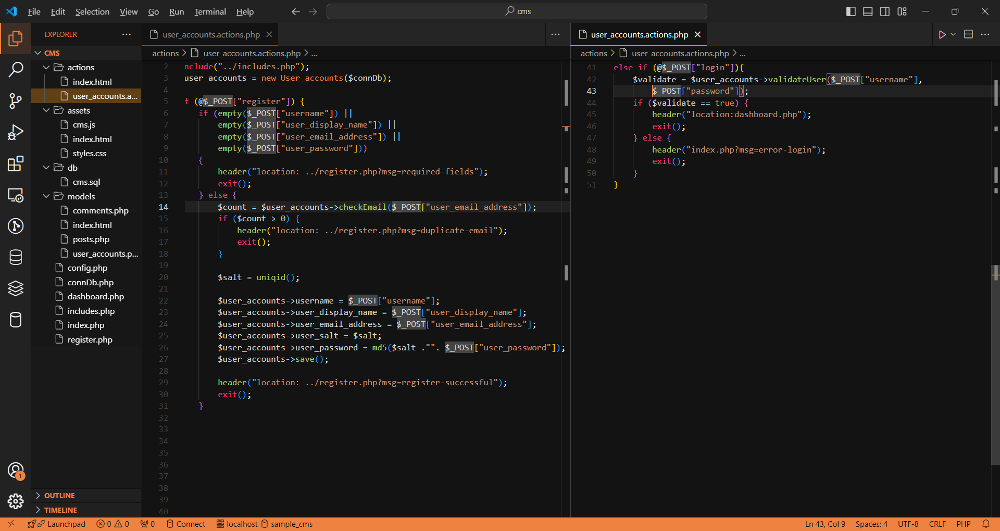 File Edit Selection View Go Run Terminal Help
cms
EXPLORER
CMS
actions
index.html
user_accounts.a...
assets
cms.js
index.html
styles.css
db
cms.sql
models
comments.php
index.html
posts.php
user_accounts.p...
config.php
connDb.php
dashboard.php
includes.php
index.php
register.php
OUTLINE
TIMELINE
user_accounts.actions.php
actions > user_accounts.actions.php > ...
2 nclude("../includes.php");
3 user_accounts = new User_accounts($connDb);
4
5 f (@$_POST["register"]) {
6 if (empty($_POST["username"]) ||
7 empty($_POST["user_display_name"]) ||
8 empty($_POST["user_email_address"]) ||
9 empty($_POST["user_password"]))
10 {
11 header("location: ../register.php?msg=required-fields");
12 exit();
13 } else {
14 $count = $user_accounts->checkEmail($_POST["user_email_address"]);
15 if ($count > 0) {
16 header("location: ../register.php?msg=duplicate-email");
17 exit();
18 }
19
20 $salt = uniqid();
21
22 $user_accounts->username = $_POST["username"];
23 $user_accounts->user_display_name = $_POST["user_display_name"];
24 $user_accounts->user_email_address = $_POST["user_email_address"];
25 $user_accounts->user_salt = $salt;
26 $user_accounts->user_password = md5($salt ."". $_POST["user_password"]);
27 $user_accounts->save();
28
29 header("location: ../register.php?msg=register-successful");
30 exit();
31 }
32
33
34
35
36
37
38
39
40
user_accounts.actions.php
actions > user_accounts.actions.php > ...
41 else if (@$_POST["login"]){
42 $validate = $user_accounts->validateUser($_POST["username"],
43 $_POST["password"]);
44 if ($validate == true) {
45 header("location:dashboard.php");
46 exit();
47 } else {
48 header("index.php?msg=error-login");
49 exit();
50 }
51 }
1
Launchpad 0 0 0 Connect localhost sample_cms Ln 43, Col 9 Spaces: 4 UTF-8 CRLF PHP